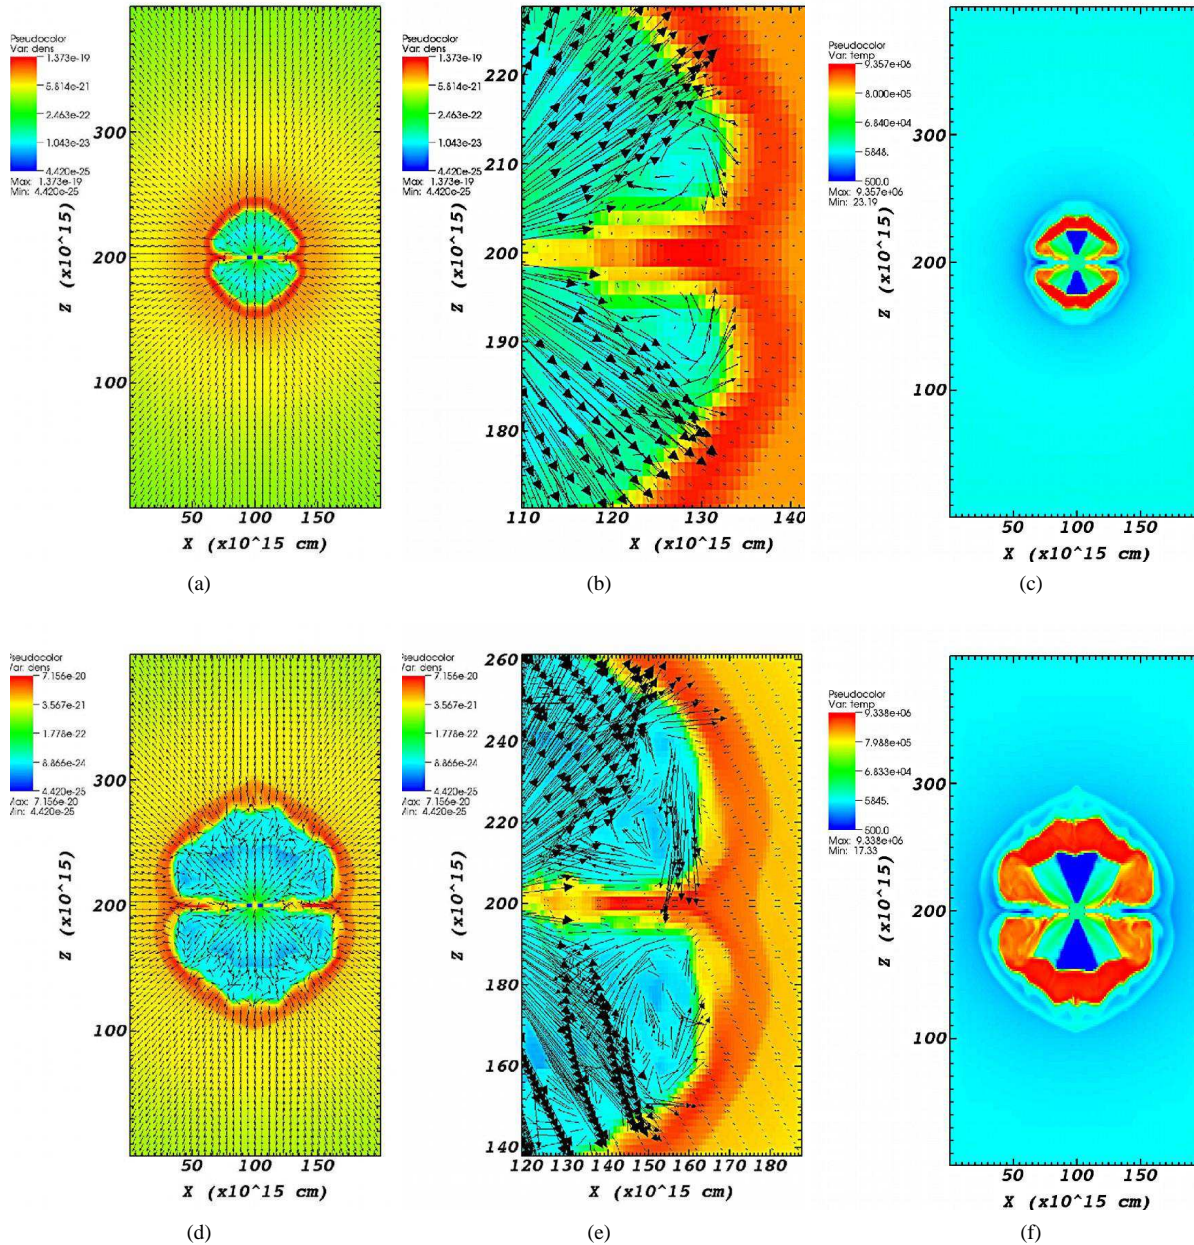 Pseudocolor
Var: dens
1.373e-19
5.814e-21
2.463e-22
1.043e-23
4.420e-25
Max: 1.373e-19
Min: 4.420e-25
300
200
100
Z (x10^15)
50 100 150
X (x10^15 cm)
(a)
Pseudocolor
Var: dens
1.373e-19
5.814e-21
2.463e-22
1.043e-23
4.420e-25
Max: 1.373e-19
Min: 4.420e-25
220
210
200
190
180
Z (x10^15)
110 120 130 140
X (x10^15 cm)
(b)
Pseudocolor
Var: temp
9.357e+06
8.000e+05
6.840e+04
5848.
500.0
Max: 9.357e+06
Min: 23.19
300
200
100
Z (x10^15)
50 100 150
X (x10^15 cm)
(c)
Pseudocolor
Var: dens
7.156e-20
3.567e-21
1.778e-22
8.866e-24
4.420e-25
Max: 7.156e-20
Min: 4.420e-25
300
200
100
Z (x10^15)
50 100 150
X (x10^15 cm)
(d)
Pseudocolor
Var: dens
7.156e-20
3.567e-21
1.778e-22
8.866e-24
4.420e-25
Max: 7.156e-20
Min: 4.420e-25
260
240
220
200
180
160
140
Z (x10^15)
119 130 140 150 160 170 180
X (x10^15 cm)
(e)
Pseudocolor
Var: temp
9.338e+06
7.988e+05
6.833e+04
5845.
500.0
Max: 9.338e+06
Min: 17.33
300
200
100
Z (x10^15)
50 100 150
X (x10^15 cm)
(f)